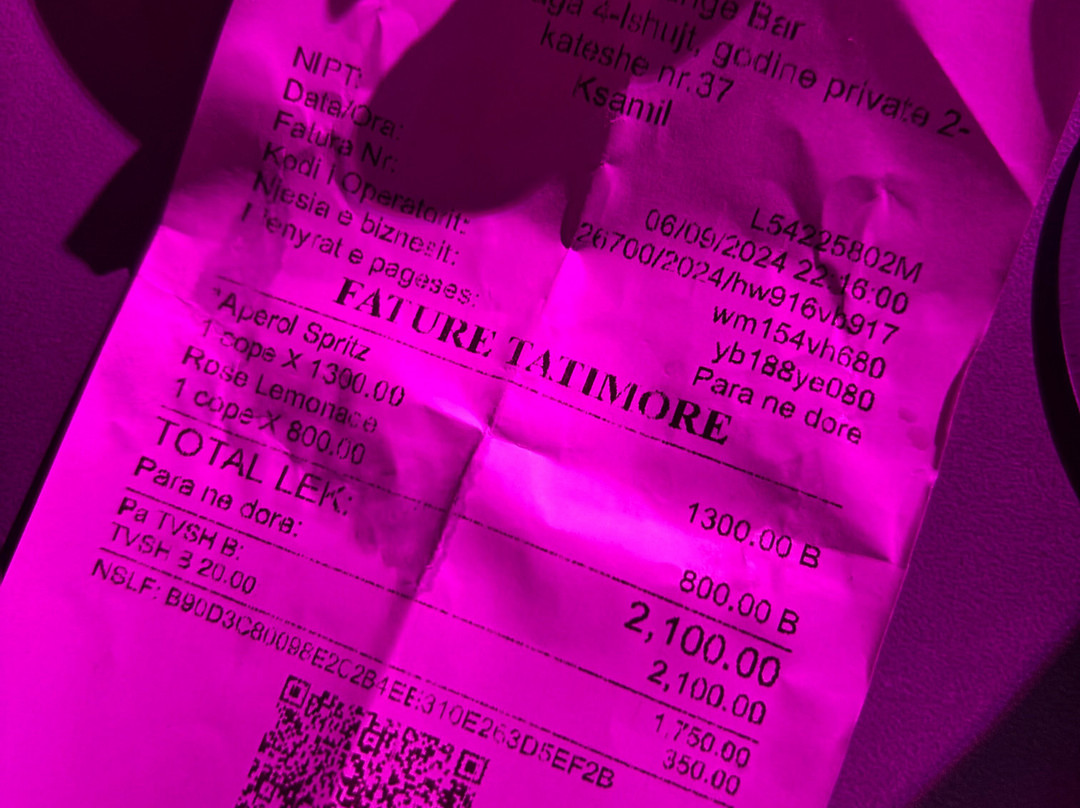 nge Bar
aga 4-Ishujt, godine private 2-
kateshe nr.37
Ksamil
NIPT: L54225802M
Data/Ora: 06/09/2024 22:16:00
Fatura Nr: 26700/2024/hw916vb917
Kodi i Operatorit: wm154vh680
Njesia e biznesit: yb188ye080
Menyrat e pageses: Para ne dore
FATURE TATIMORE
*Aperol Spritz
1 cope X 1300.00 1300.00 B
Rose Lemonade
1 cope X 800.00 800.00 B
TOTAL LEK: 2,100.00
Para ne dore: 2,100.00
Pa TVSH B: 1,750.00
TVSH B 20.00 350.00
NSLF: B90D3C80098E2C2B4EE310E263D5EF2B